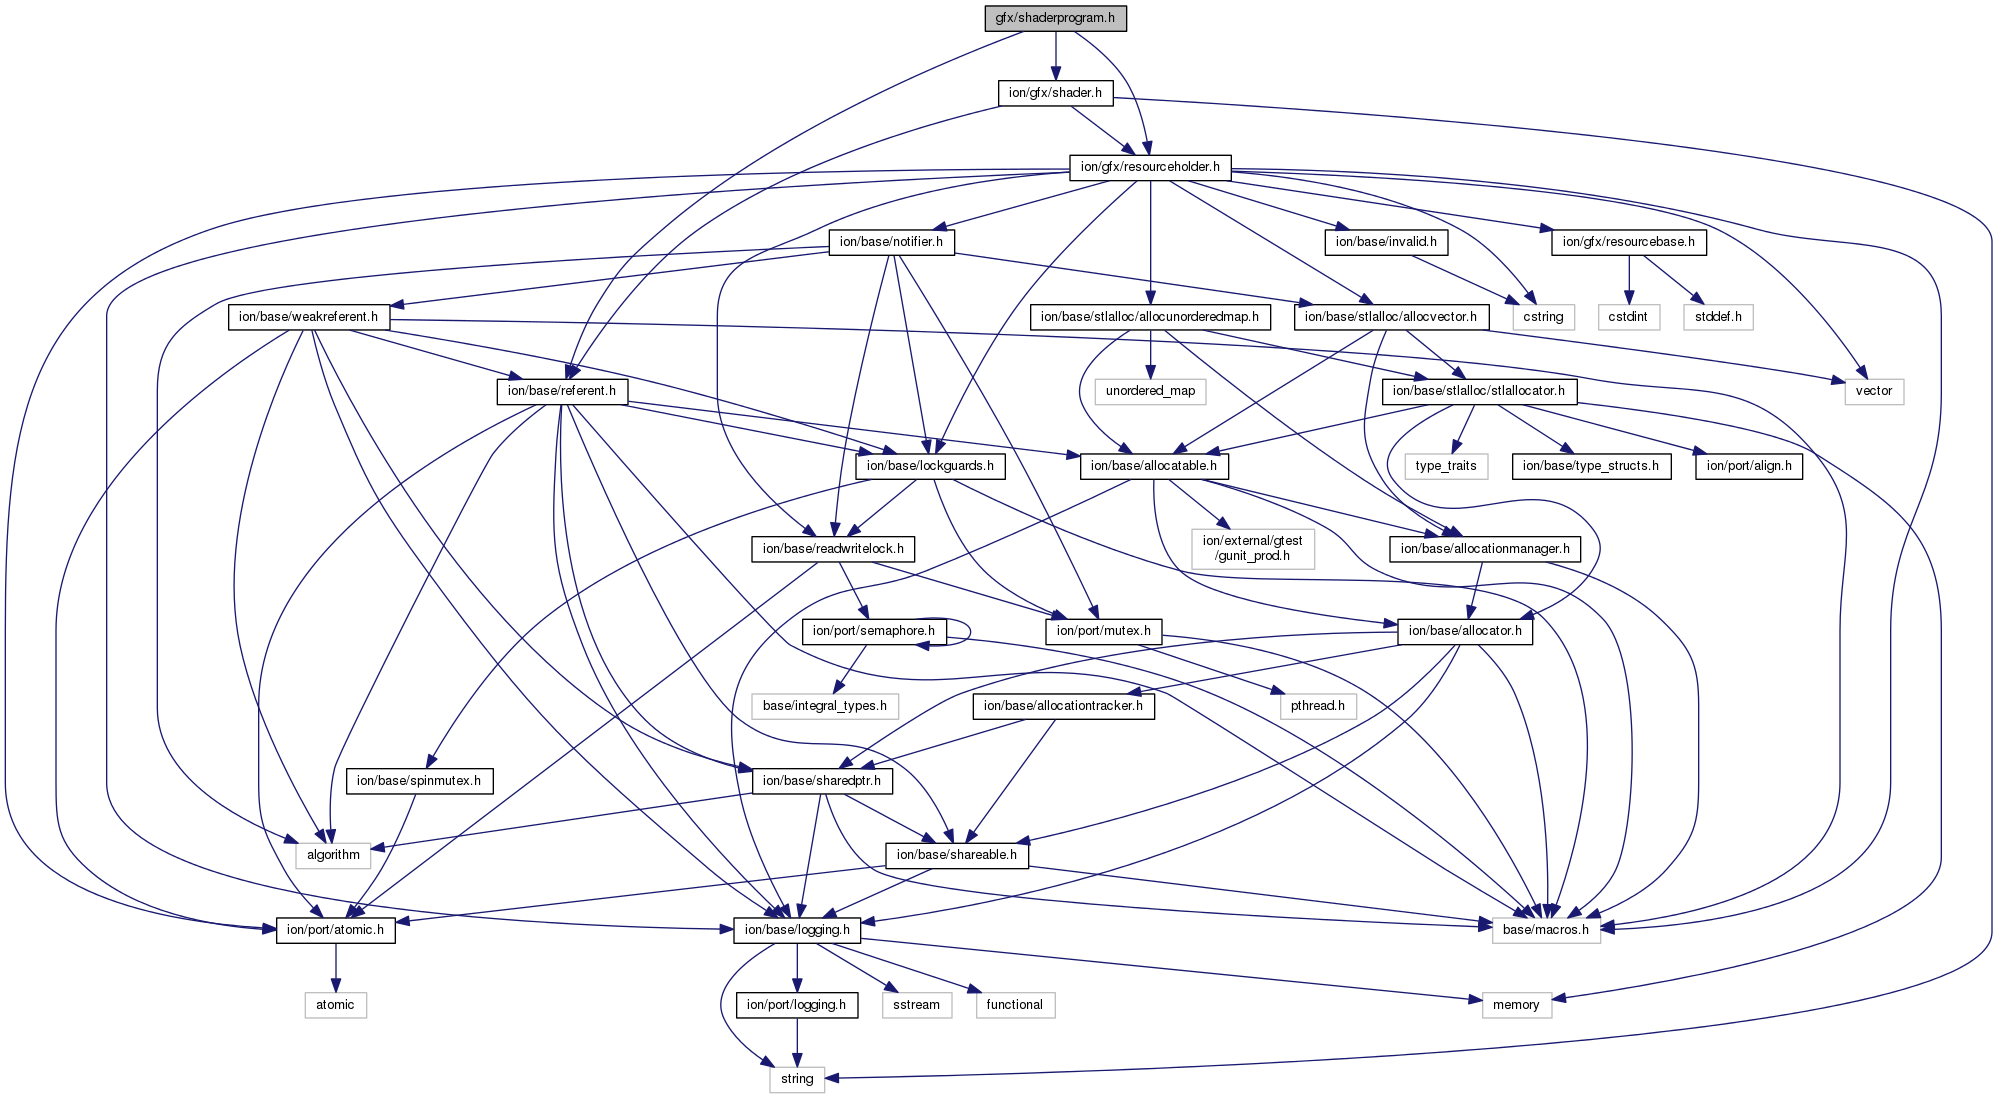 gfx/shaderprogram.h
ion/gfx/shader.h
ion/gfx/resourceholder.h
ion/base/notifier.h
ion/base/invalid.h
ion/gfx/resourcebase.h
ion/base/weakreferent.h
ion/base/stlalloc/allocunorderedmap.h
ion/base/stlalloc/allocvector.h
cstring
cstdint
stddef.h
ion/base/referent.h
unordered_map
ion/base/stlalloc/stlallocator.h
vector
ion/base/lockguards.h
ion/base/allocatable.h
type_traits
ion/base/type_structs.h
ion/port/align.h
ion/base/readwritelock.h
ion/external/gtest
/gunit_prod.h
ion/base/allocationmanager.h
ion/port/semaphore.h
ion/port/mutex.h
ion/base/allocator.h
base/integral_types.h
ion/base/allocationtracker.h
pthread.h
ion/base/spinmutex.h
ion/base/sharedptr.h
algorithm
ion/base/shareable.h
ion/port/atomic.h
ion/base/logging.h
base/macros.h
atomic
ion/port/logging.h
sstream
functional
memory
string